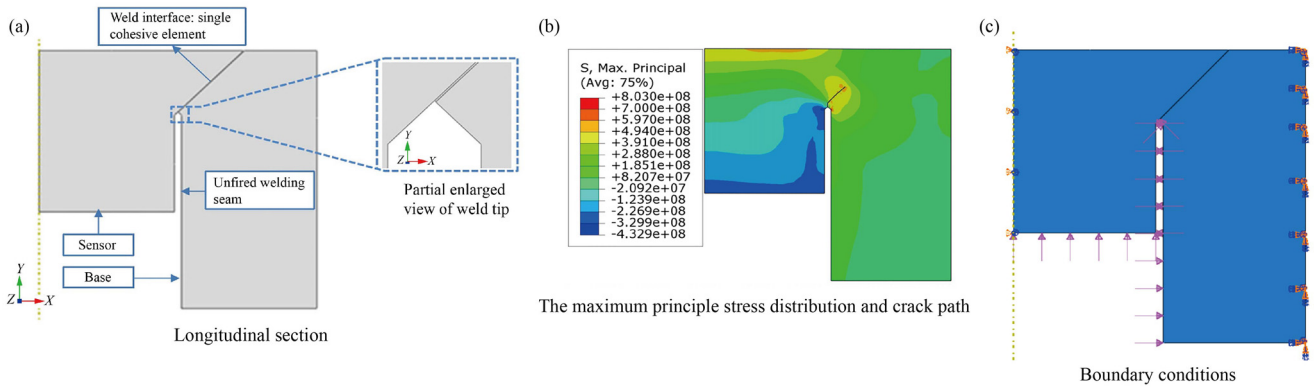 (a)
Weld interface: single
cohesive element
Unfired welding
seam
Sensor
Base
Y
Z
X
Longitudinal section
Y
Z
X
Partial enlarged
view of weld tip
(b)
S, Max. Principal
(Avg: 75%)
+8.030e+08
+7.000e+08
+5.970e+08
+4.940e+08
+3.910e+08
+2.880e+08
+1.851e+08
+8.207e+07
-2.092e+07
-1.239e+08
-2.269e+08
-3.299e+08
-4.329e+08
The maximum principle stress distribution and crack path
(c)
Boundary conditions